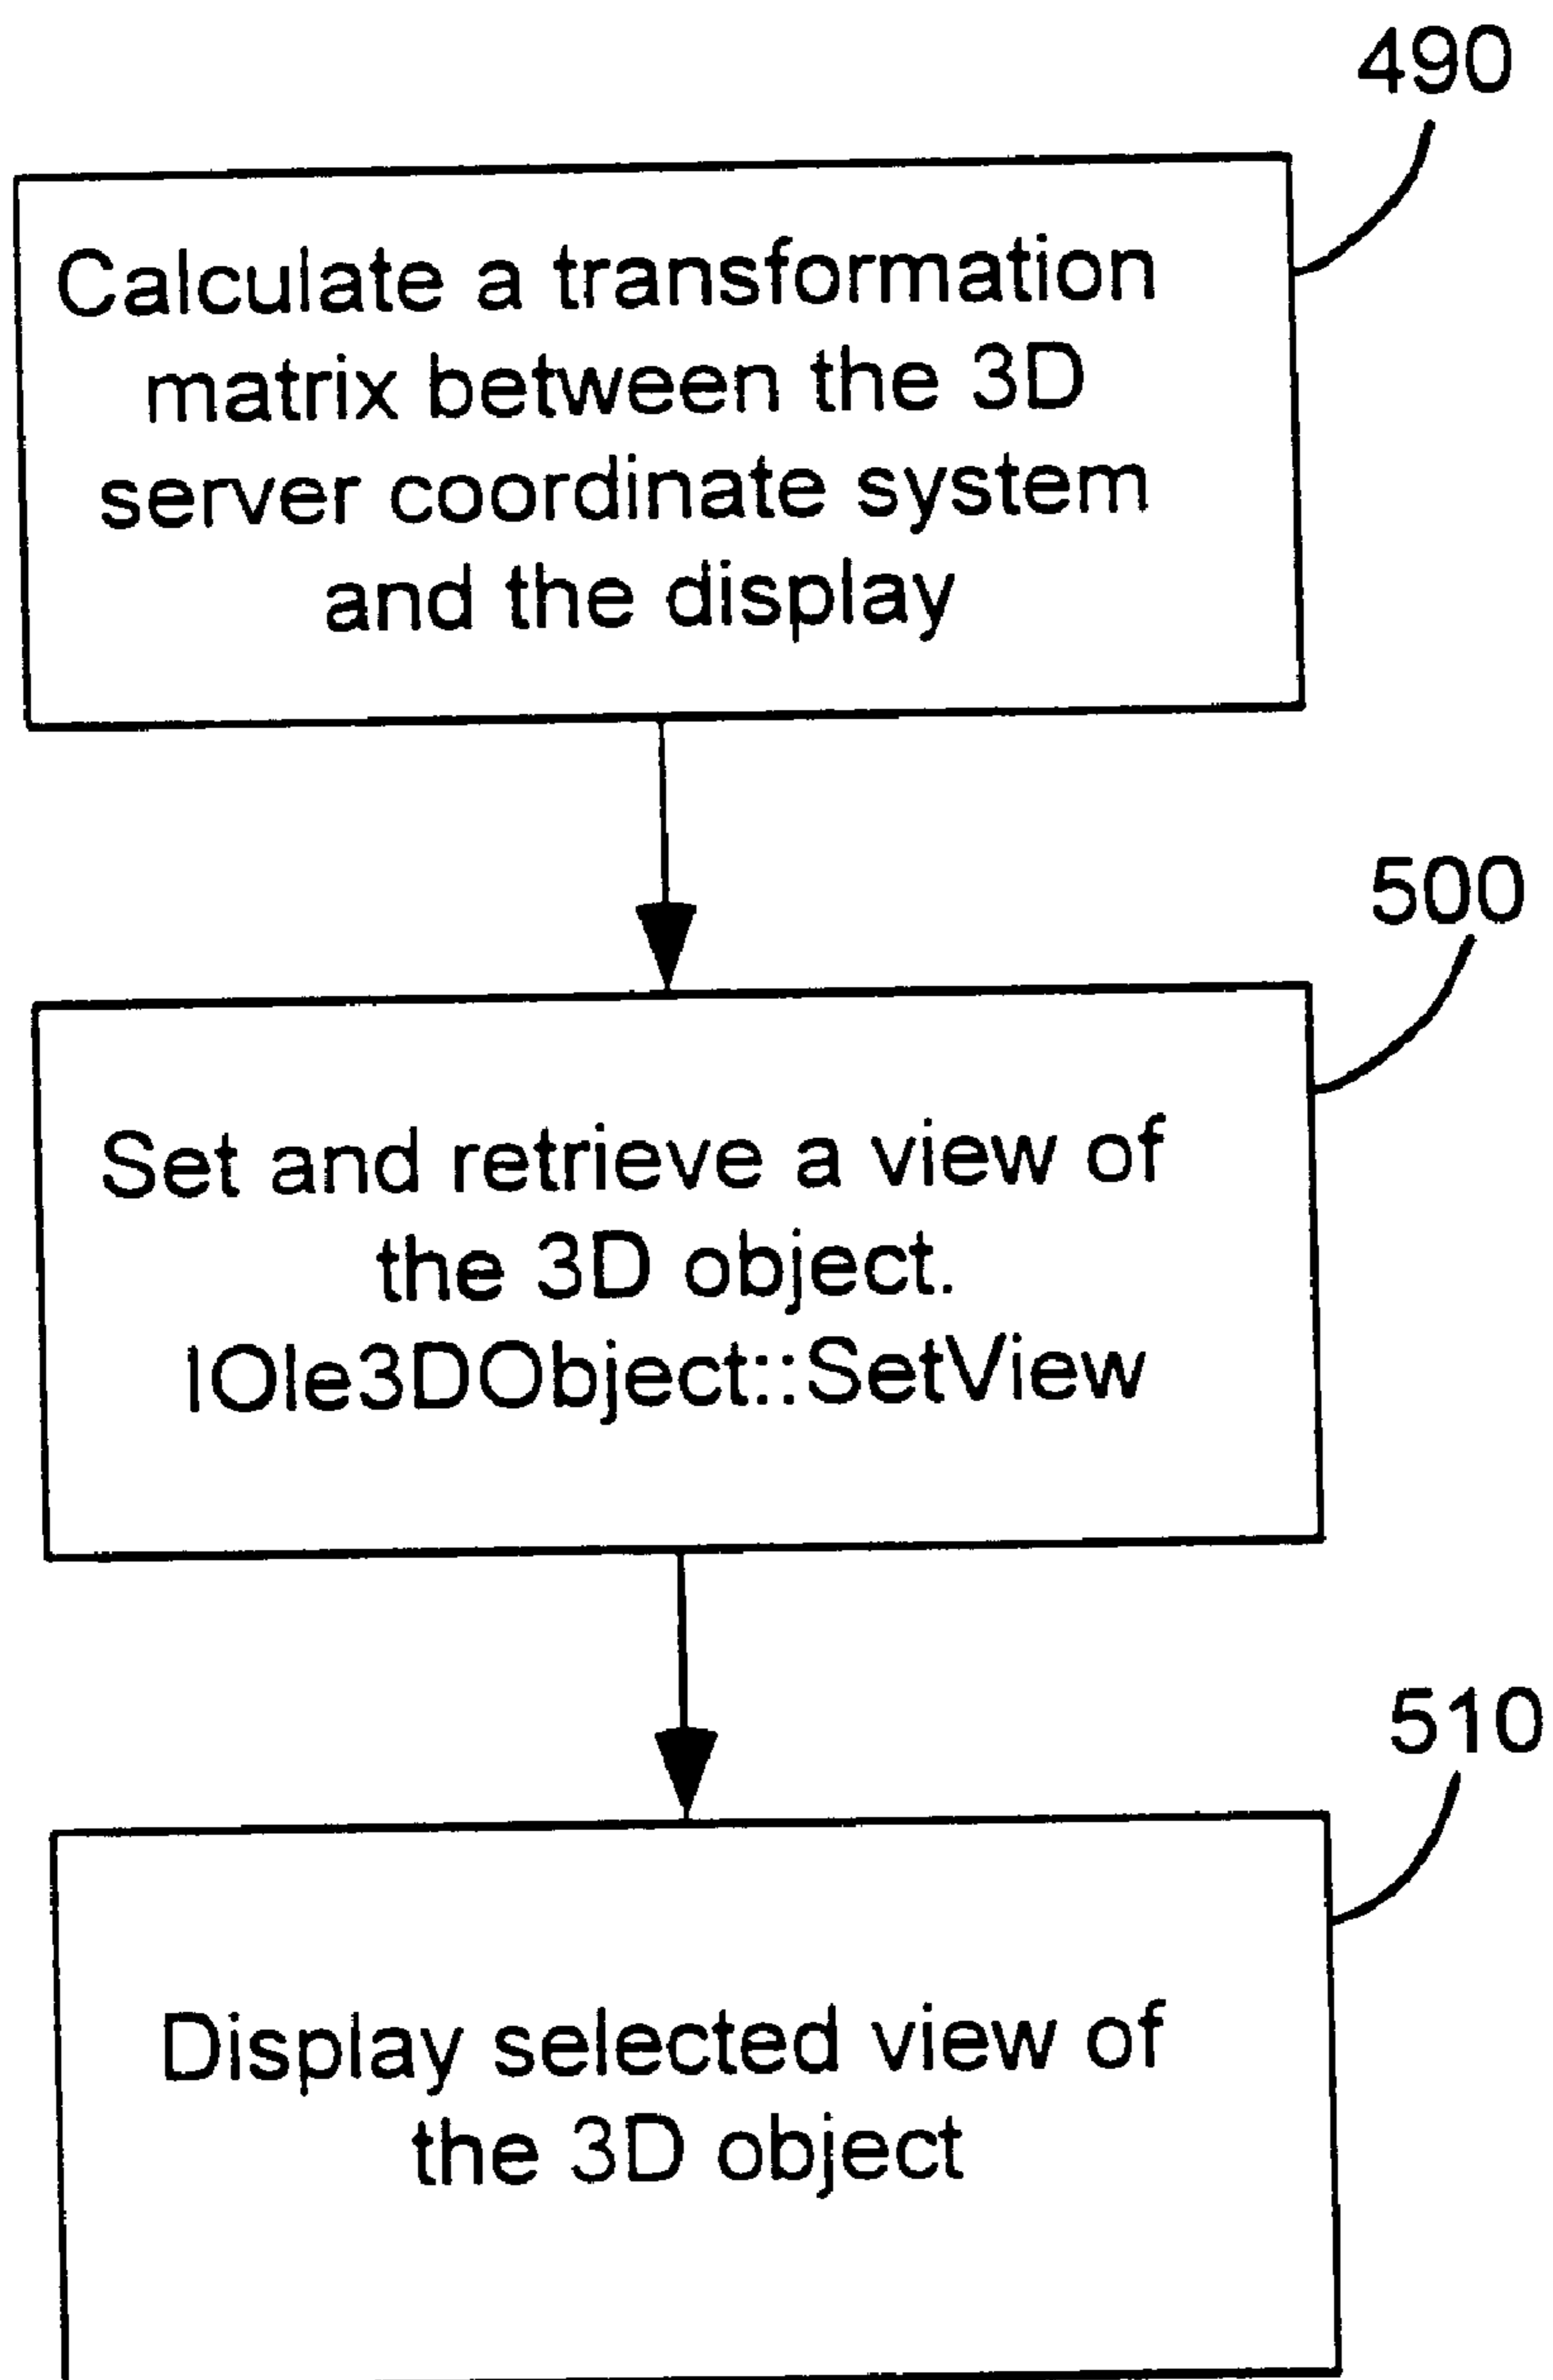 490
Calculate a transformation
matrix between the 3D
server coordinate system
and the display
500
Set and retrieve a view of
the 3D object.
IOle3DObject::SetView
510
Display selected view of
the 3D object